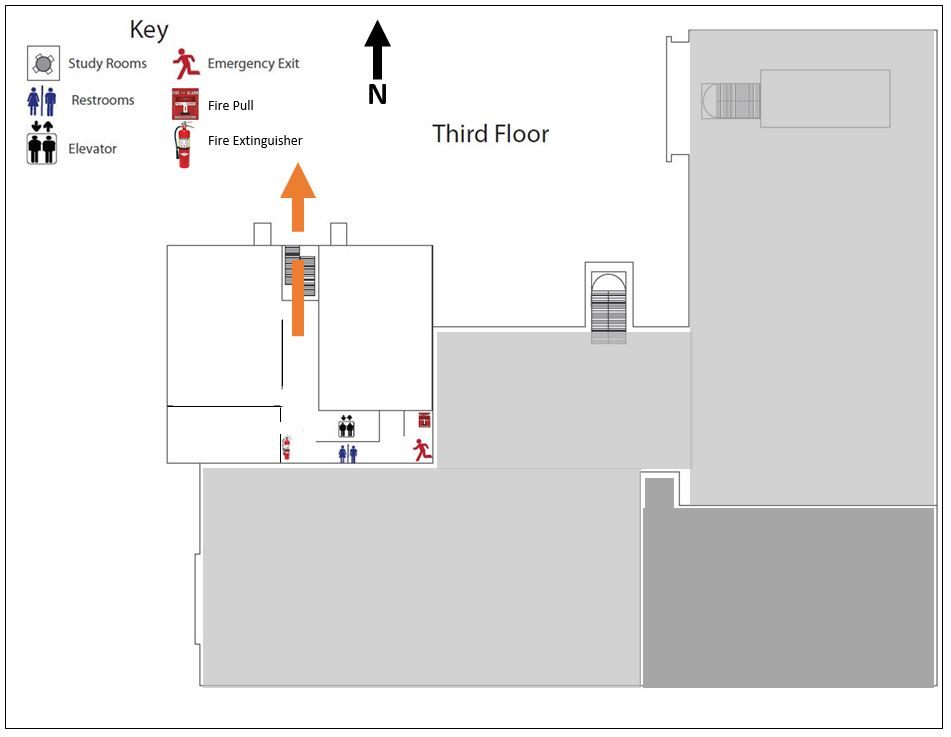 Key
Study Rooms
Emergency Exit
Restrooms
Fire Pull
Elevator
Fire Extinguisher
N
Third Floor